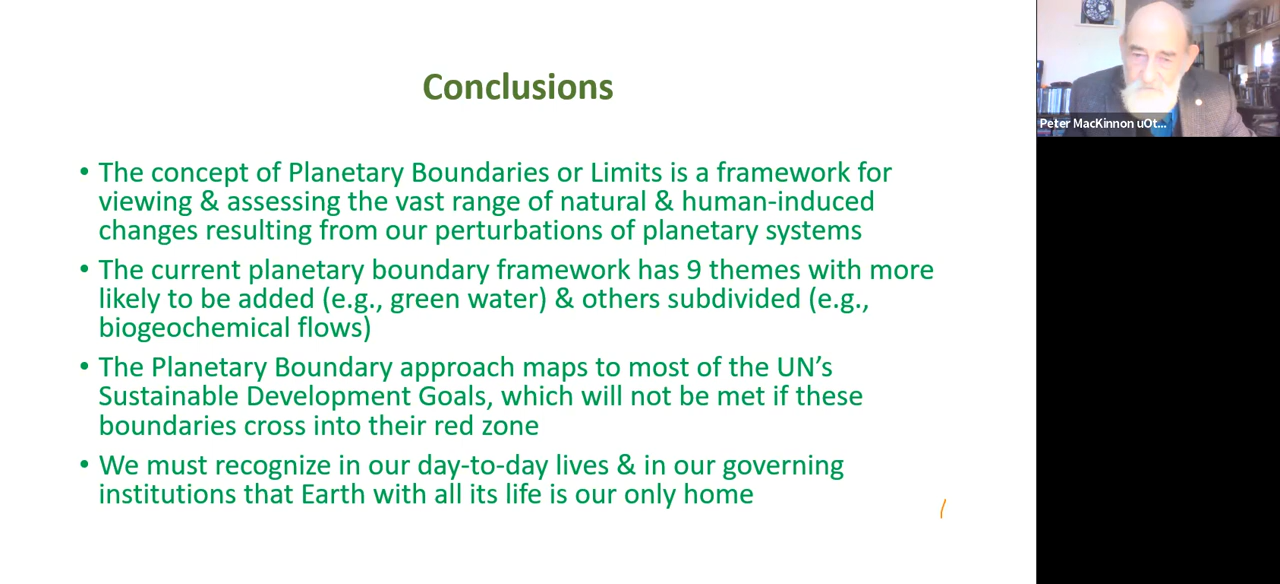 Conclusions
• The concept of Planetary Boundaries or Limits is a framework for
viewing & assessing the vast range of natural & human-induced
changes resulting from our perturbations of planetary systems
• The current planetary boundary framework has 9 themes with more
likely to be added (e.g., green water) & others subdivided (e.g.,
biogeochemical flows)
• The Planetary Boundary approach maps to most of the UN’s
Sustainable Development Goals, which will not be met if these
boundaries cross into their red zone
• We must recognize in our day-to-day lives & in our governing
institutions that Earth with all its life is our only home
Peter MacKinnon uOt...